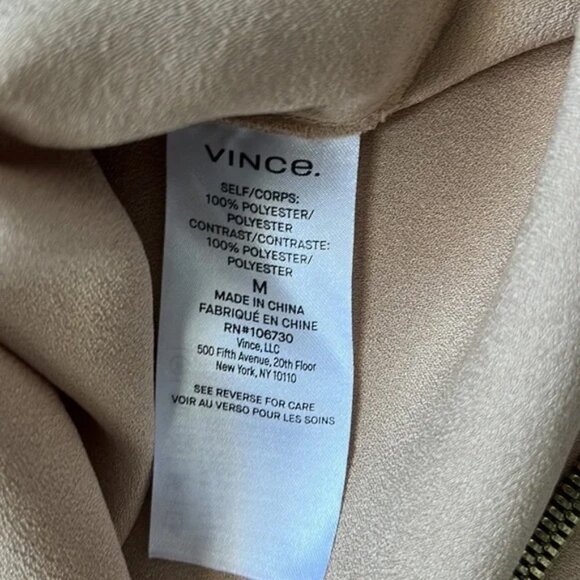 VINCE.
SELF/CORPS:
100% POLYESTER/
POLYESTER
CONTRAST/CONTRASTE:
100% POLYESTER/
POLYESTER
M
MADE IN CHINA
FABRIQUÉ EN CHINE
RN#106730
Vince, LLC
500 Fifth Avenue, 20th Floor
New York, NY 10110
SEE REVERSE FOR CARE
VOIR AU VERSO POUR LES SOINS